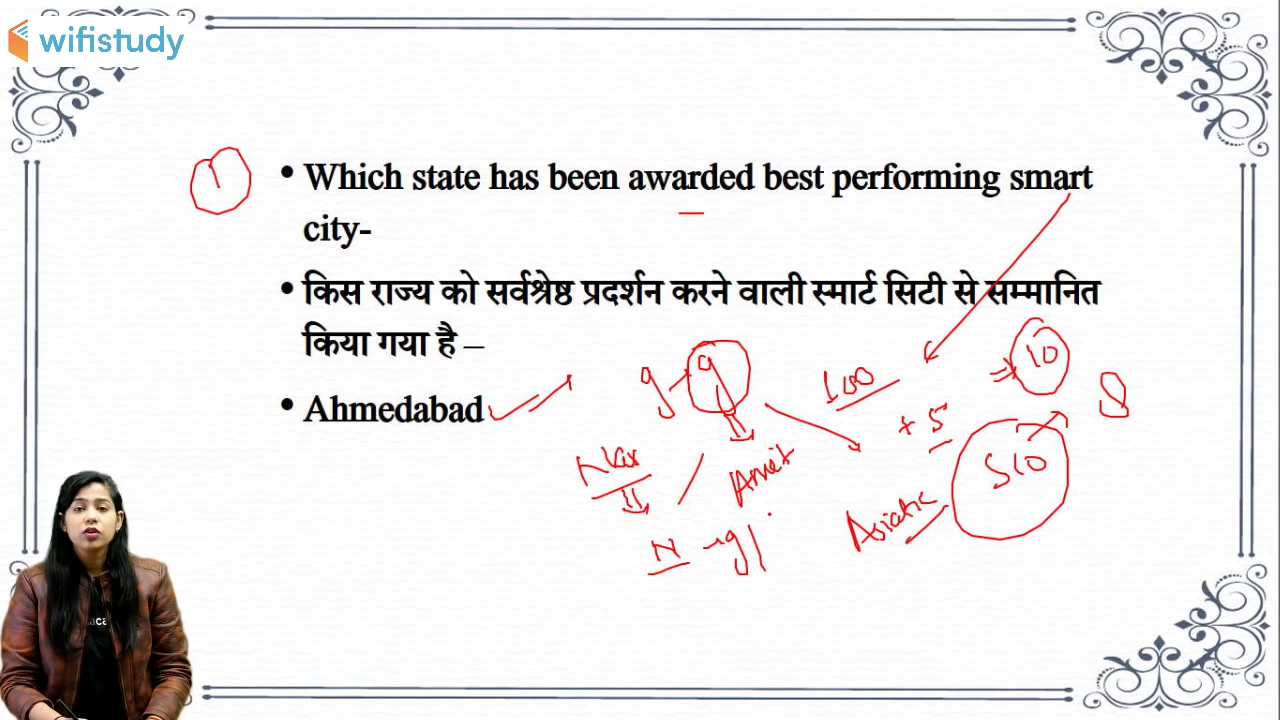 wifistudy
Which state has been awarded best performing smart
city-
किस राज्य को सर्वश्रेष्ठ प्रदर्शन करने वाली स्मार्ट सिटी से सम्मानित
किया गया है –
Ahmedabad
100
10
+ 5
510
Asiatic
N